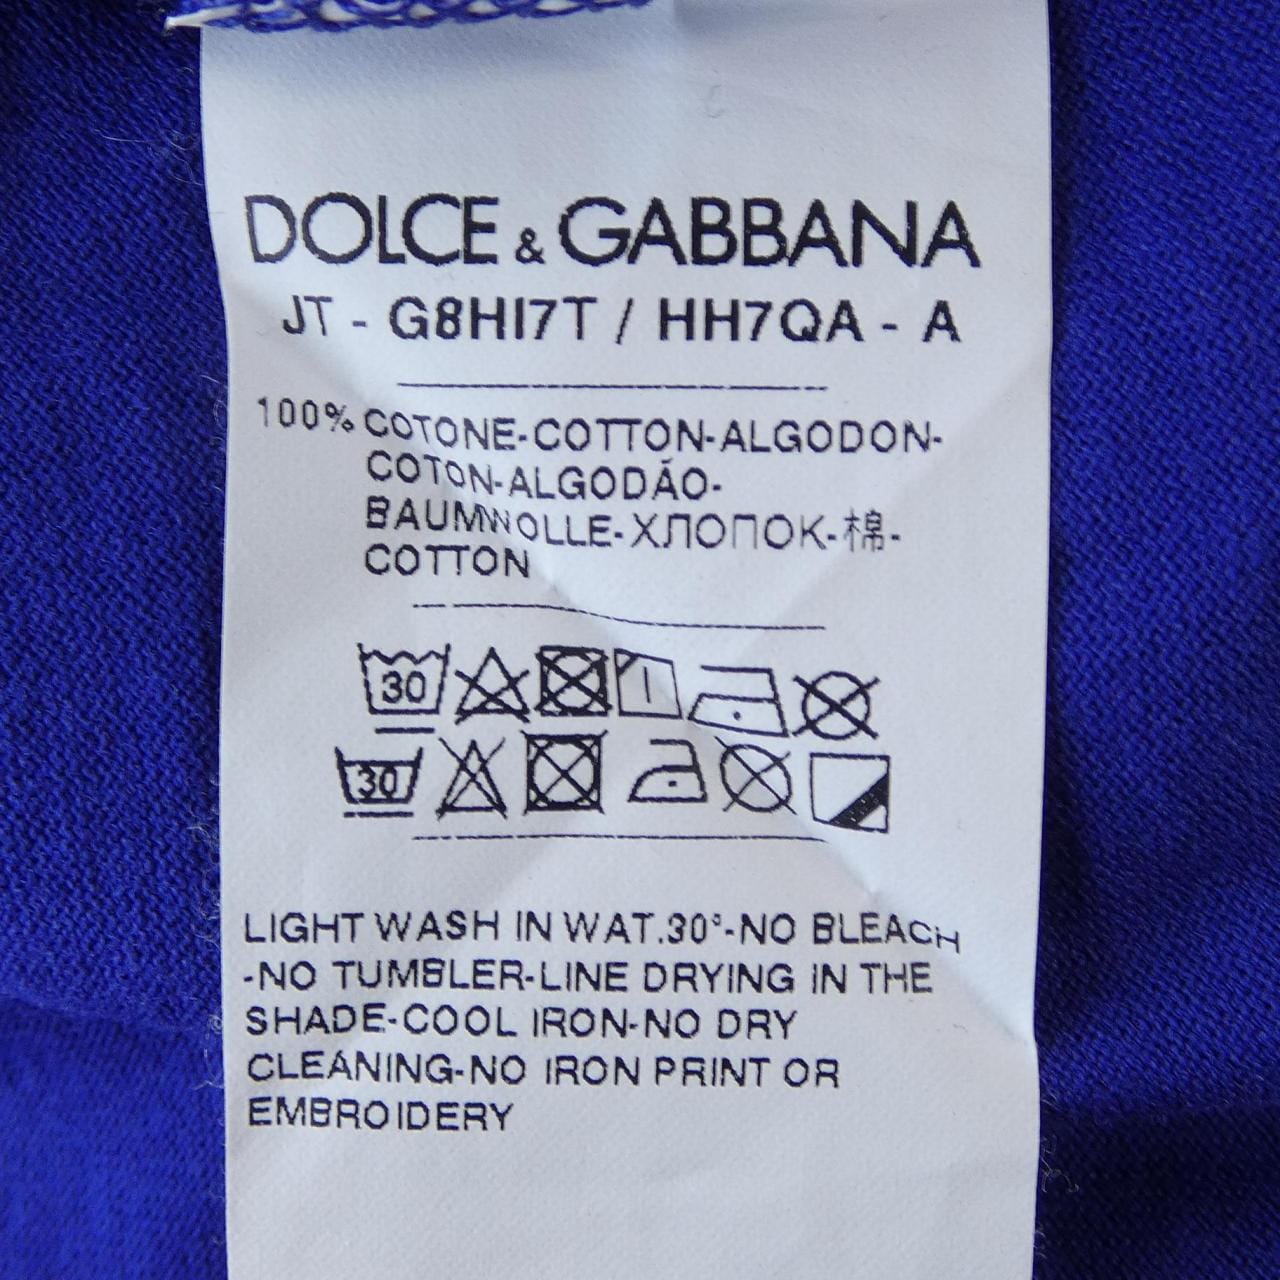 DOLCE & GABBANA
JT - G8HI7T / HH7QA - A
100% COTONE-COTTON-ALGODON-
COTON-ALGODÃO-
BAUMWOLLE-ХЛОПОК-棉-
COTTON
30
30
LIGHT WASH IN WAT.30°-NO BLEACH
-NO TUMBLER-LINE DRYING IN THE
SHADE-COOL IRON-NO DRY
CLEANING-NO IRON PRINT OR
EMBROIDERY